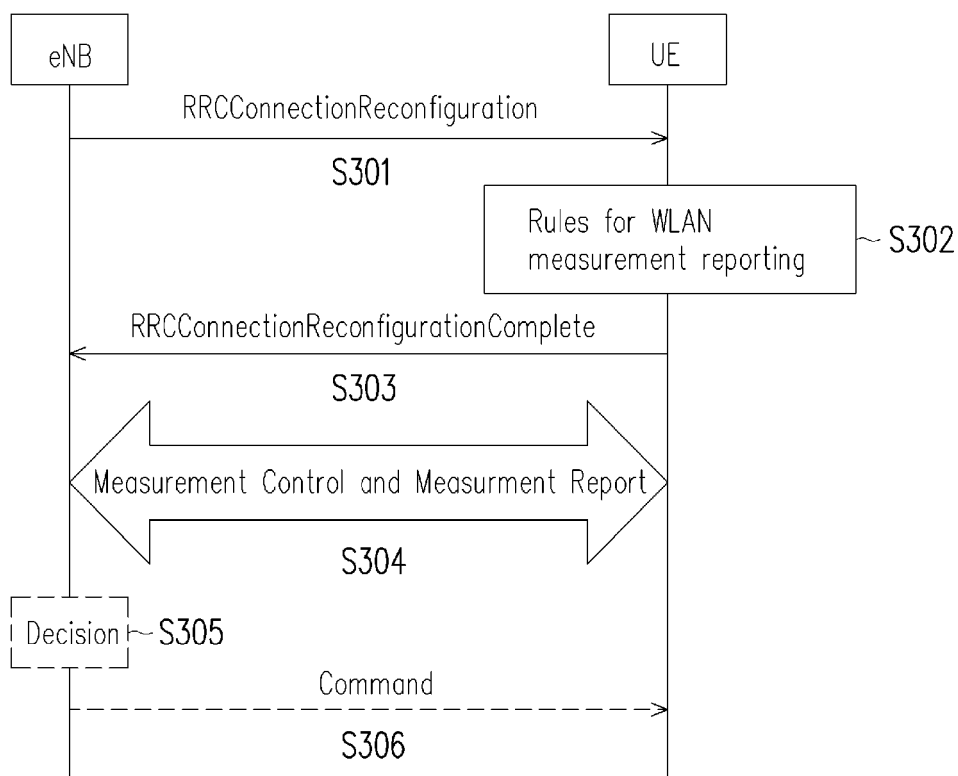 eNB
UE
RRCConnectionReconfiguration
S301
Rules for WLAN
measurement reporting
S302
RRCConnectionReconfigurationComplete
S303
Measurement Control and Measurment Report
S304
Decision
S305
Command
S306